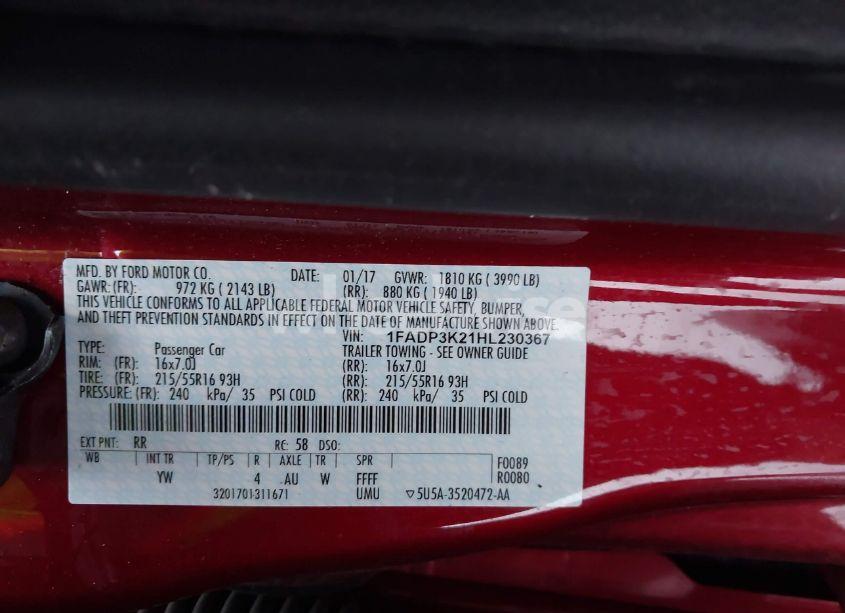 MFD. BY FORD MOTOR CO. DATE: 01/17 GVWR: 1810 KG ( 3990 LB)
GAWR: (FR): 972 KG ( 2143 LB) (RR): 880 KG ( 1940 LB)
THIS VEHICLE CONFORMS TO ALL APPLICABLE FEDERAL MOTOR VEHICLE SAFETY, BUMPER,
AND THEFT PREVENTION STANDARDS IN EFFECT ON THE DATE OF MANUFACTURE SHOWN ABOVE.
VIN: 1FADP3K21HL230367
TYPE: Passenger Car TRAILER TOWING - SEE OWNER GUIDE
RIM: (FR): 16x7.0J (RR): 16x7.0J
TIRE: (FR): 215/55R16 93H (RR): 215/55R16 93H
PRESSURE: (FR): 240 kPa/ 35 PSI COLD (RR): 240 kPa/ 35 PSI COLD
EXT PNT: RR RC: 58 DSO:
WB INT TR TP/PS R AXLE TR SPR F0089
YW 4 AU W FFFF R0080
3201701311671 UMU ▽5U5A-3520472-AA